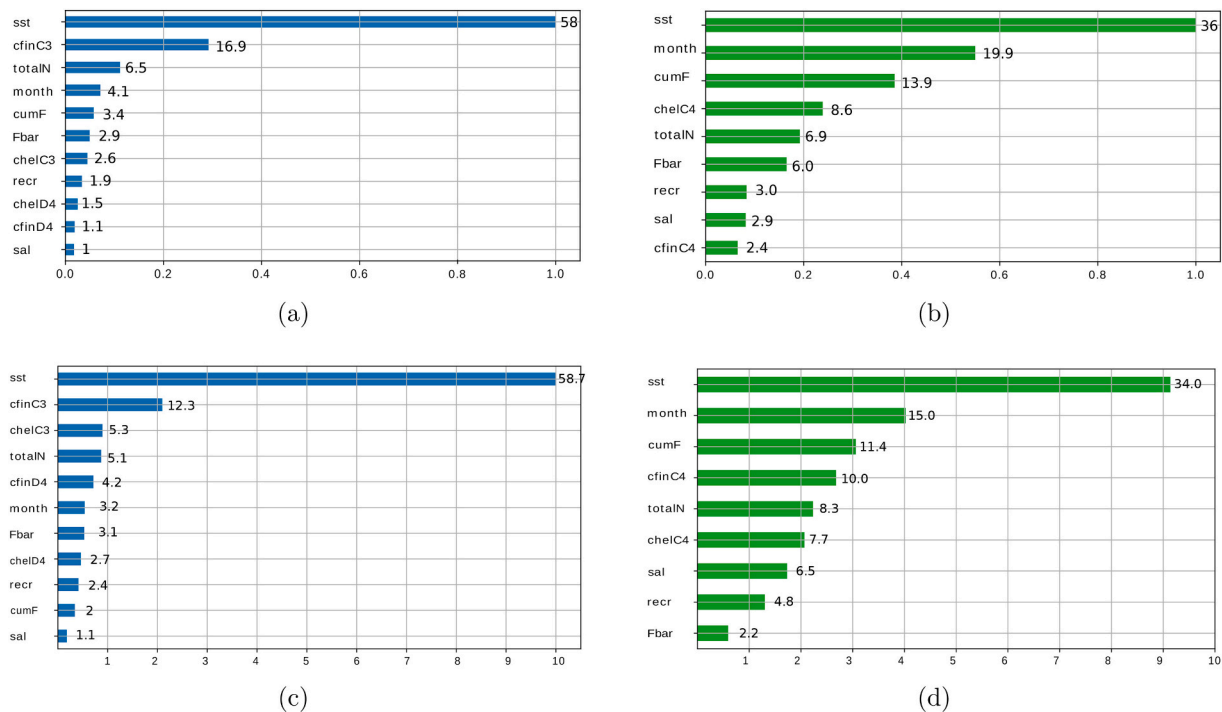 sst 58
cfinC3 16.9
totalN 6.5
month 4.1
cumF 3.4
Fbar 2.9
chelC3 2.6
recr 1.9
chelD4 1.5
cfinD4 1.1
sal 1
0.0 0.2 0.4 0.6 0.8 1.0
(a)
sst 36
month 19.9
cumF 13.9
chelC4 8.6
totalN 6.9
Fbar 6.0
recr 3.0
sal 2.9
cfinC4 2.4
0.0 0.2 0.4 0.6 0.8 1.0
(b)
sst 58.7
cfinC3 12.3
chelC3 5.3
totalN 5.1
cfinD4 4.2
month 3.2
Fbar 3.1
chelD4 2.7
recr 2.4
cumF 2
sal 1.1
1 2 3 4 5 6 7 8 9 10
(c)
sst 34.0
month 15.0
cumF 11.4
cfinC4 10.0
totalN 8.3
chelC4 7.7
sal 6.5
recr 4.8
Fbar 2.2
1 2 3 4 5 6 7 8 9 10
(d)